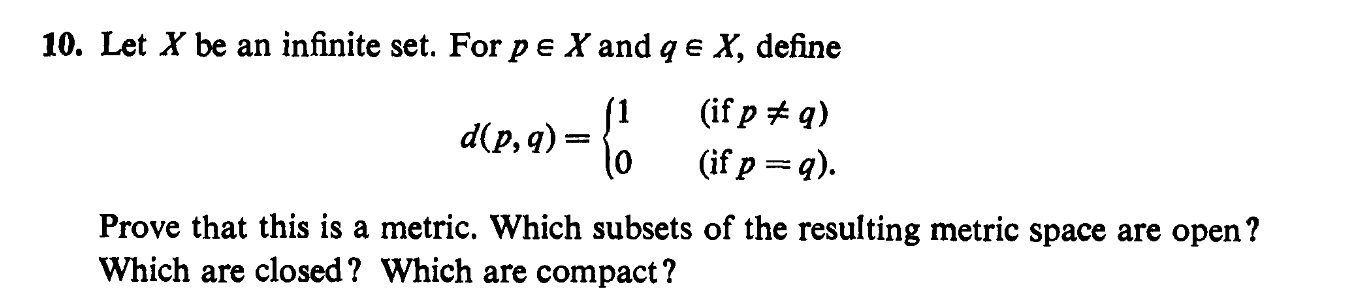 10. Let X be an infinite set. For p ∈ X and q ∈ X, define
d(p, q) = {1 (if p ≠ q)
{0 (if p = q).
Prove that this is a metric. Which subsets of the resulting metric space are open?
Which are closed? Which are compact?